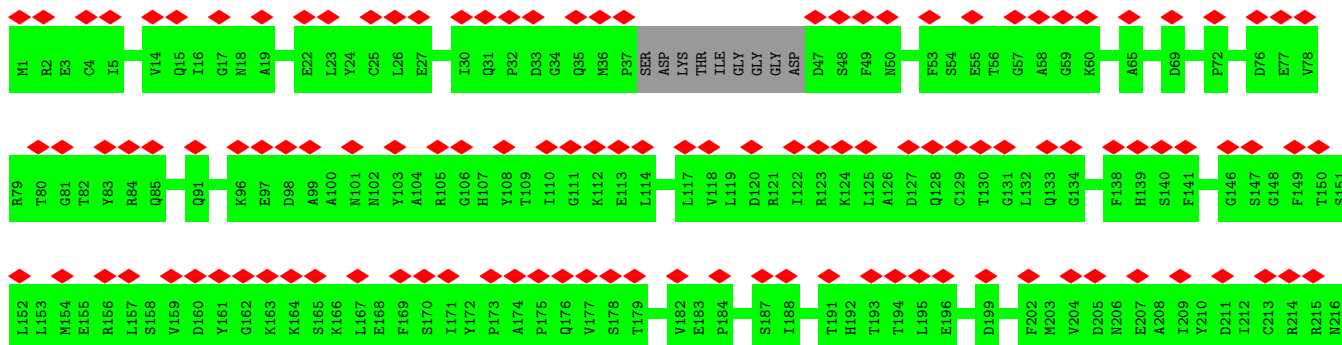 M1 R2 E3 C4 I5 V14 Q15 I16 G17 N18 A19 E22 L23 Y24 C25 L26 E27 I30 Q31 P32 D33 G34 Q35 M36 P37 SER ASP LYS THR ILE GLY GLY GLY ASP D47 S48 F49 N50 F53 S54 E55 T56 G57 A58 G59 K60 A65 D69 P72 D76 E77 V78
R79 T80 G81 T82 Y83 R84 Q85 Q91 K96 E97 D98 A99 A100 N101 N102 Y103 A104 R105 G106 H107 Y108 T109 I110 G111 K112 E113 L114 L117 V118 L119 D120 R121 I122 R123 K124 L125 A126 D127 Q128 C129 T130 G131 L132 Q133 G134 F138 H139 S140 F141 G146 S147 G148 F149 T150 S151
L152 L153 M154 E155 R156 L157 S158 V159 D160 Y161 G162 K163 K164 S165 K166 L167 E168 F169 S170 I171 Y172 P173 A174 P175 Q176 V177 S178 T179 V182 E183 P184 S187 I188 T191 H192 T193 T194 L195 E196 D199 F202 M203 V204 D205 N206 E207 A208 I209 Y210 D211 I212 C213 R214 R215 N216